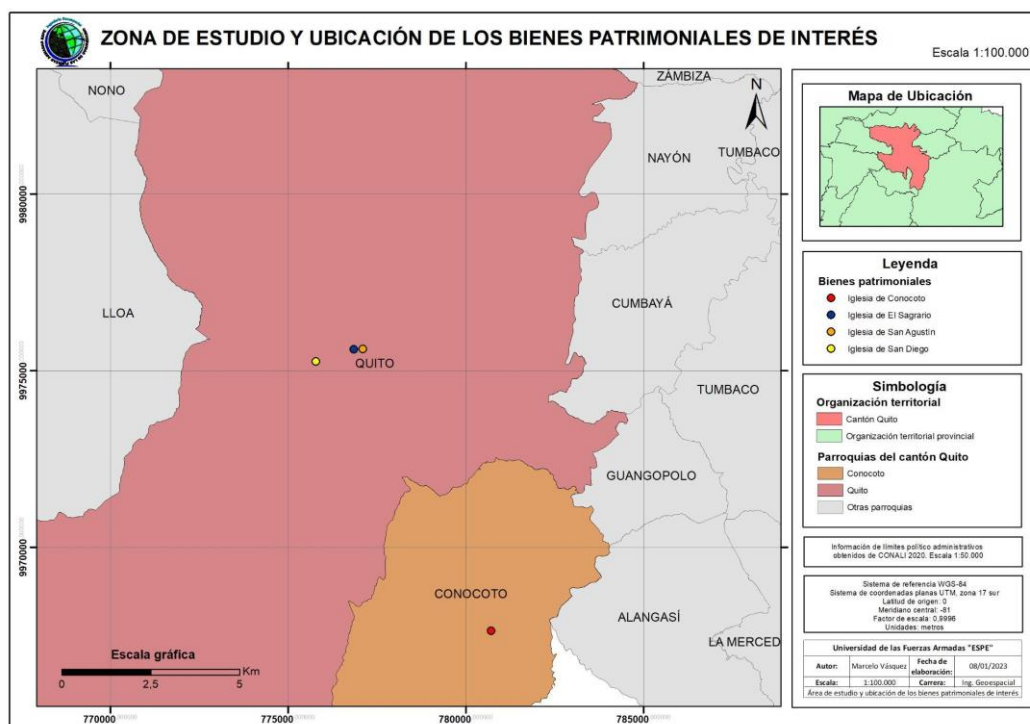 ZONA DE ESTUDIO Y UBICACIÓN DE LOS BIENES PATRIMONIALES DE INTERÉS
Escala 1:100.000
NONO
ZÁMBIZA
N
NAYÓN
TUMBACO
LLOA
CUMBAYÁ
QUITO
TUMBACO
GUANGOPOLO
CONOCOTO
ALANGASÍ
LA MERCED
9980000
9975000
9970000
Escala gráfica
Km
0
2,5
5
770000
775000
780000
785000
Mapa de Ubicación
Leyenda
Bienes patrimoniales
Iglesia de Conocoto
Iglesia de El Sagrario
Iglesia de San Agustín
Iglesia de San Diego
Simbología
Organización territorial
Cantón Quito
Organización territorial provincial
Parroquias del cantón Quito
Conocoto
Quito
Otras parroquias
Información de límites político administrativos
obtenidos de CONALI 2020. Escala 1:50.000
Sistema de referencia WGS-84
Sistema de coordenadas planas UTM, zona 17 sur
Latitud de origen: 0
Meridiano central: -81
Factor de escala: 0,9996
Unidades: metros
Universidad de las Fuerzas Armadas "ESPE"
Autor: Marcelo Vásquez Fecha de elaboración: 08/01/2023
Escala: 1:100.000 Carrera: Ing. Geoespacial
Área de estudio y ubicación de los bienes patrimoniales de interés